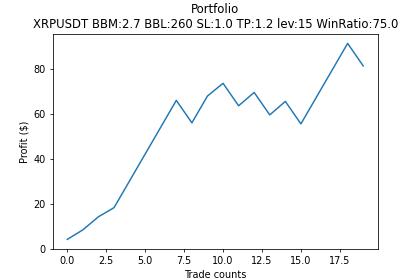 Portfolio
XRPUSDT BBM:2.7 BBL:260 SL:1.0 TP:1.2 lev:15 WinRatio:75.0
Profit ($)
80
60
40
20
0
0.0 2.5 5.0 7.5 10.0 12.5 15.0 17.5
Trade counts